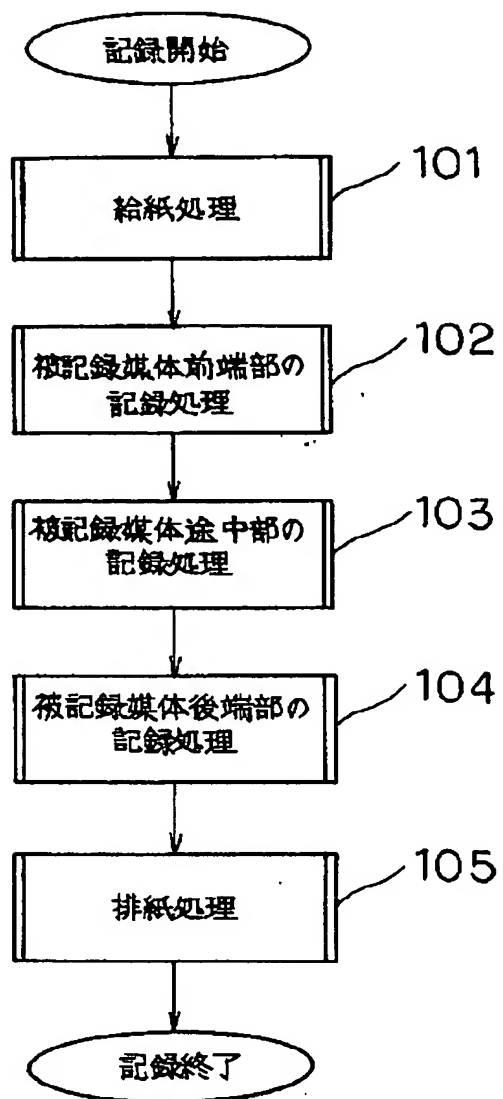 記録開始
101
給紙処理
102
被記録媒体前端部の
記録処理
103
被記録媒体途中部の
記録処理
104
被記録媒体後端部の
記録処理
105
排紙処理
記録終了